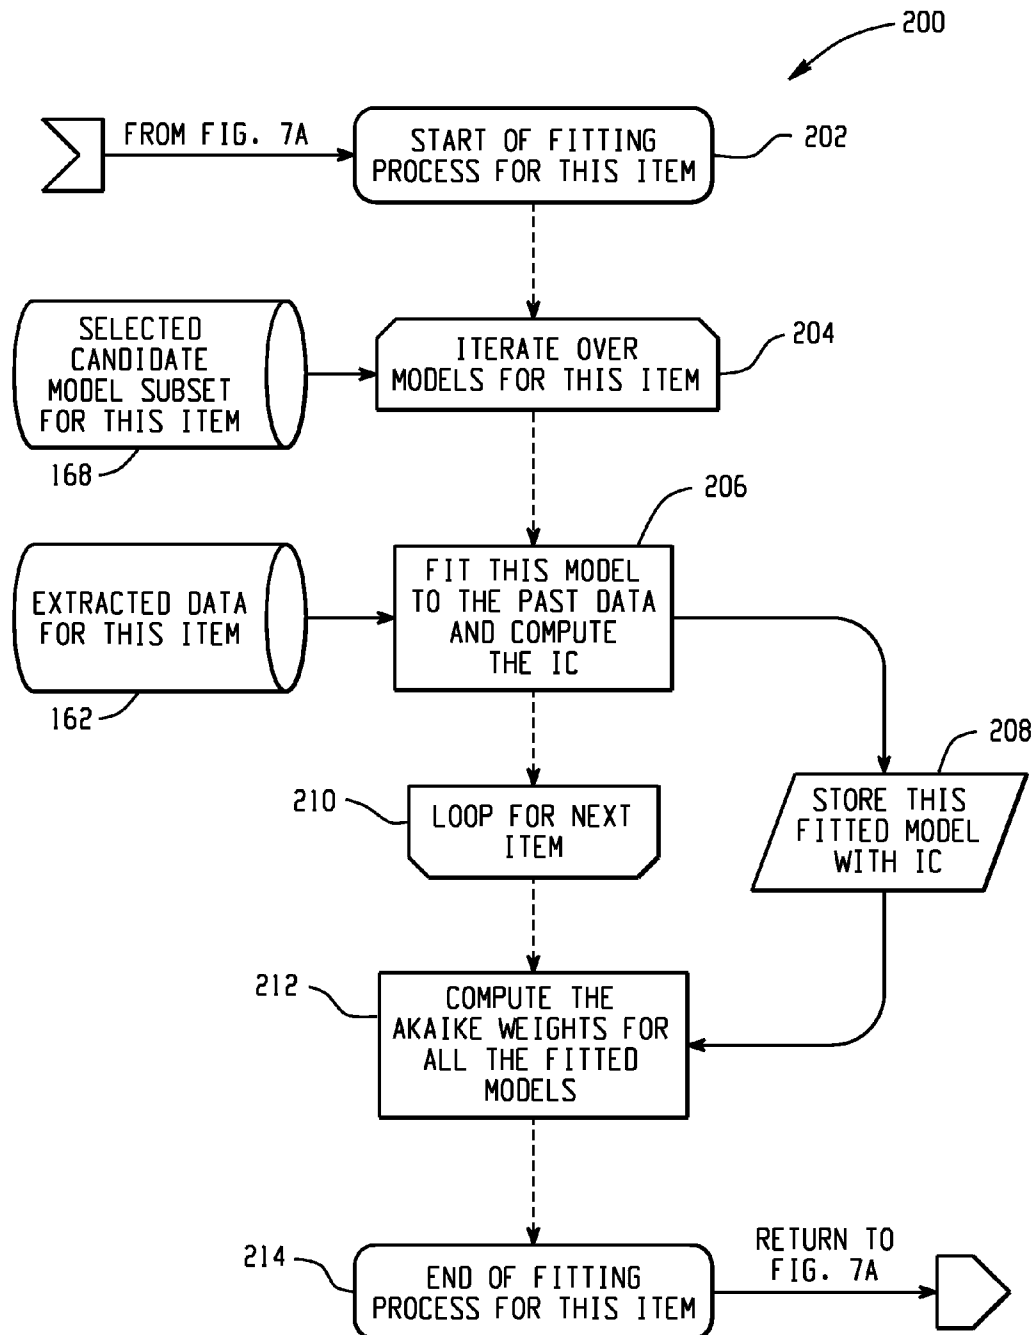 200
FROM FIG. 7A
START OF FITTING
PROCESS FOR THIS ITEM
202
SELECTED
CANDIDATE
MODEL SUBSET
FOR THIS ITEM
168
ITERATE OVER
MODELS FOR THIS ITEM
204
206
EXTRACTED DATA
FOR THIS ITEM
162
FIT THIS MODEL
TO THE PAST DATA
AND COMPUTE
THE IC
208
210
LOOP FOR NEXT
ITEM
STORE THIS
FITTED MODEL
WITH IC
212
COMPUTE THE
AKAIKE WEIGHTS FOR
ALL THE FITTED
MODELS
214
END OF FITTING
PROCESS FOR THIS ITEM
RETURN TO
FIG. 7A